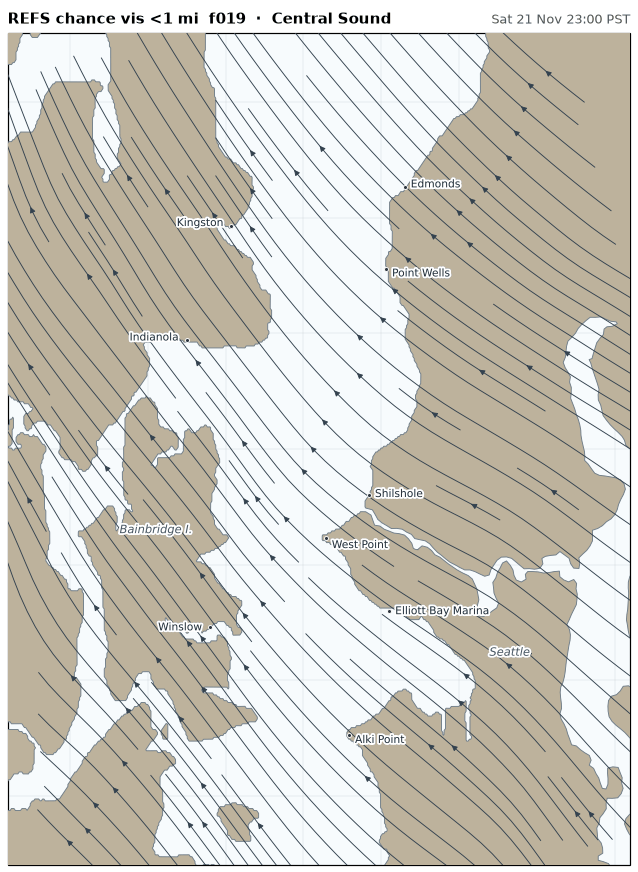 REFS chance vis <1 mi f019 · Central Sound
Sat 21 Nov 23:00 PST
Edmonds
Kingston
Point Wells
Indianola
Shilshole
Bainbridge I.
West Point
Elliott Bay Marina
Winslow
Seattle
Alki Point